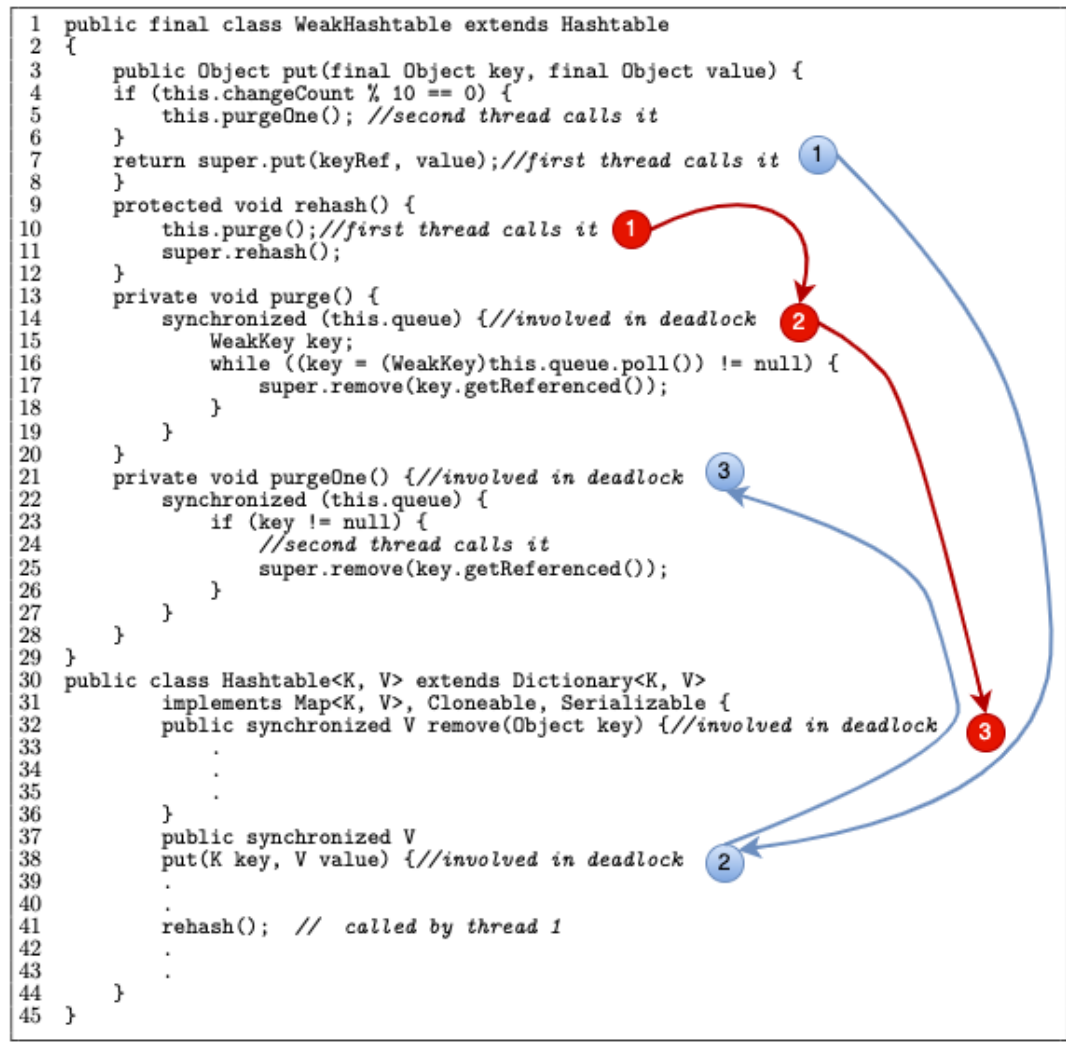 1 public final class WeakHashtable extends Hashtable
2 {
3 public Object put(final Object key, final Object value) {
4 if (this.changeCount % 10 == 0) {
5 this.purgeOne(); //second thread calls it
6 }
7 return super.put(keyRef, value);//first thread calls it 1
8 }
9 protected void rehash() {
10 this.purge();//first thread calls it 1
11 super.rehash();
12 }
13 private void purge() {
14 synchronized (this.queue) {//involved in deadlock 2
15 WeakKey key;
16 while ((key = (WeakKey)this.queue.poll()) != null) {
17 super.remove(key.getReferenced());
18 }
19 }
20 }
21 private void purgeOne() {//involved in deadlock 3
22 synchronized (this.queue) {
23 if (key != null) {
24 //second thread calls it
25 super.remove(key.getReferenced());
26 }
27 }
28 }
29 }
30 public class Hashtable<K, V> extends Dictionary<K, V>
31 implements Map<K, V>, Cloneable, Serializable {
32 public synchronized V remove(Object key) {//involved in deadlock 3
33 .
34 .
35 .
36 }
37 public synchronized V
38 put(K key, V value) {//involved in deadlock 2
39 .
40 .
41 rehash(); // called by thread 1
42 .
43 .
44 }
45 }